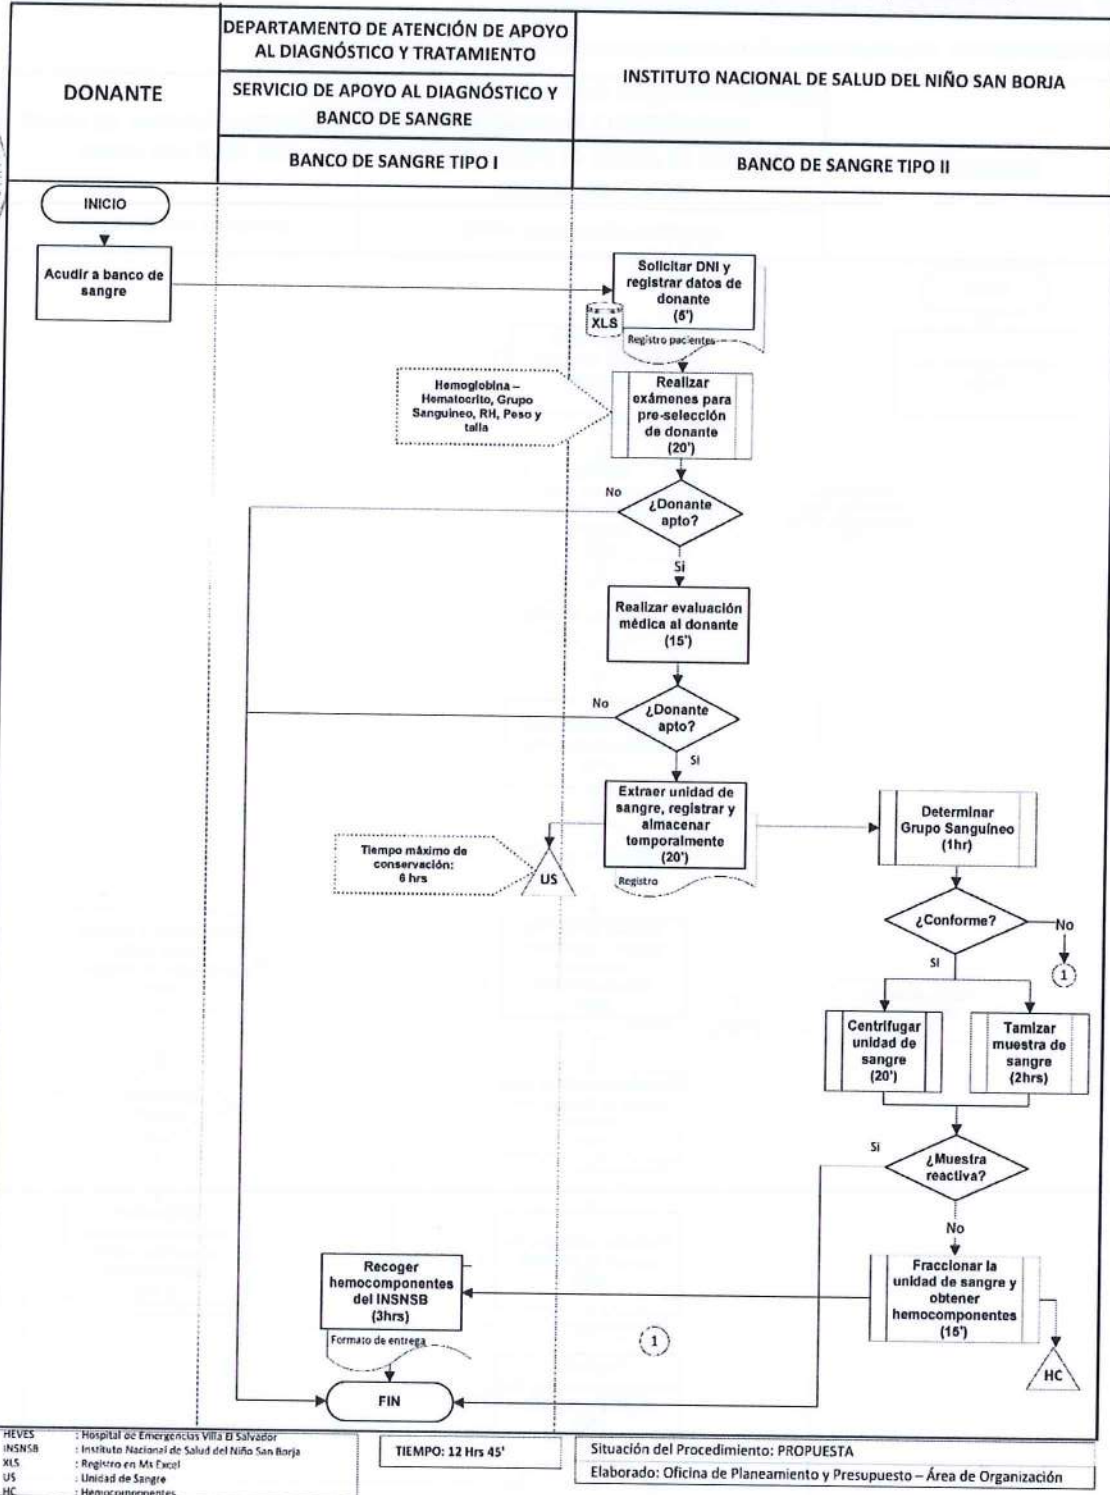 DONANTE
DEPARTAMENTO DE ATENCIÓN DE APOYO
AL DIAGNÓSTICO Y TRATAMIENTO
SERVICIO DE APOYO AL DIAGNÓSTICO Y
BANCO DE SANGRE
BANCO DE SANGRE TIPO I
INSTITUTO NACIONAL DE SALUD DEL NIÑO SAN BORJA
BANCO DE SANGRE TIPO II
INICIO
Acudir a banco de
sangre
Solicitar DNI y
registrar datos de
donante
(5')
XLS
Registro pacientes
Hemoglobina –
Hematocrito, Grupo
Sanguineo, RH, Peso y
talla
Realizar
exámenes para
pre-selección
de donante
(20')
No
¿Donante
apto?
Si
Realizar evaluación
médica al donante
(15')
No
¿Donante
apto?
Si
Extraer unidad de
sangre, registrar y
almacenar
temporalmente
(20')
Registro
Tiempo máximo de
conservación:
6 hrs
US
Determinar
Grupo Sanguíneo
(1hr)
¿Conforme?
No
1
SI
Centrifugar
unidad de
sangre
(20')
Tamizar
muestra de
sangre
(2hrs)
Si
¿Muestra
reactiva?
No
Recoger
hemocomponentes
del INSNSB
(3hrs)
Formato de entrega
Fraccionar la
unidad de sangre y
obtener
hemocomponentes
(15')
HC
1
FIN
HEVES : Hospital de Emergencias Villa El Salvador
INSNSB : Instituto Nacional de Salud del Niño San Borja
XLS : Registro en Ms Excel
US : Unidad de Sangre
HC : Hemocomponentes
TIEMPO: 12 Hrs 45'
Situación del Procedimiento: PROPUESTA
Elaborado: Oficina de Planeamiento y Presupuesto – Área de Organización